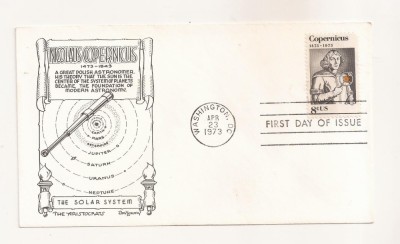 NICOLAUS COPERNICUS
1473-1543
A GREAT POLISH ASTRONOMER,
HIS THEORY THAT THE SUN IS THE
CENTER OF THE SYSTEM OF PLANETS
BECAME THE FOUNDATION OF
MODERN ASTRONOMY.
EARTH
MARS
JUPITER
SATURN
URANUS
NEPTUNE
THE SOLAR SYSTEM
THE ARISTOCRATS
WASHINGTON, DC
APR
23
1973
Copernicus
1473-1973
8¢ US
FIRST DAY OF ISSUE